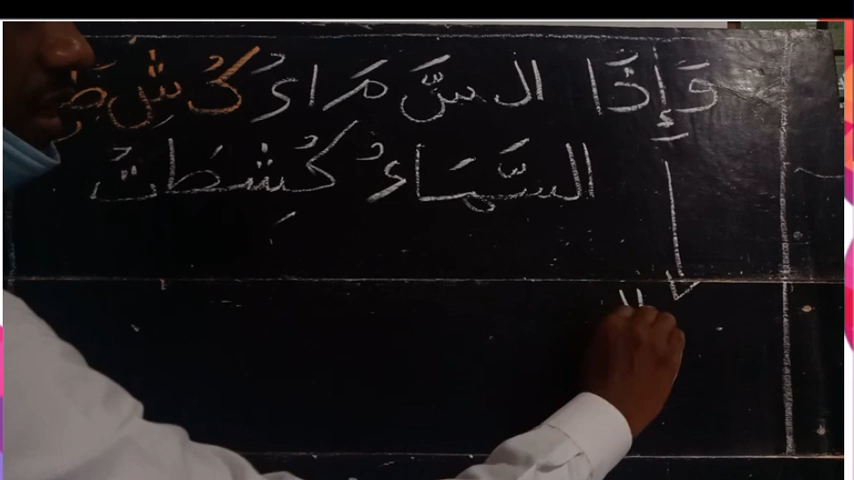 وَإِذَا السَّمَاءُ كُشِطَ
السَّمَاءُ كُشِطَتْ